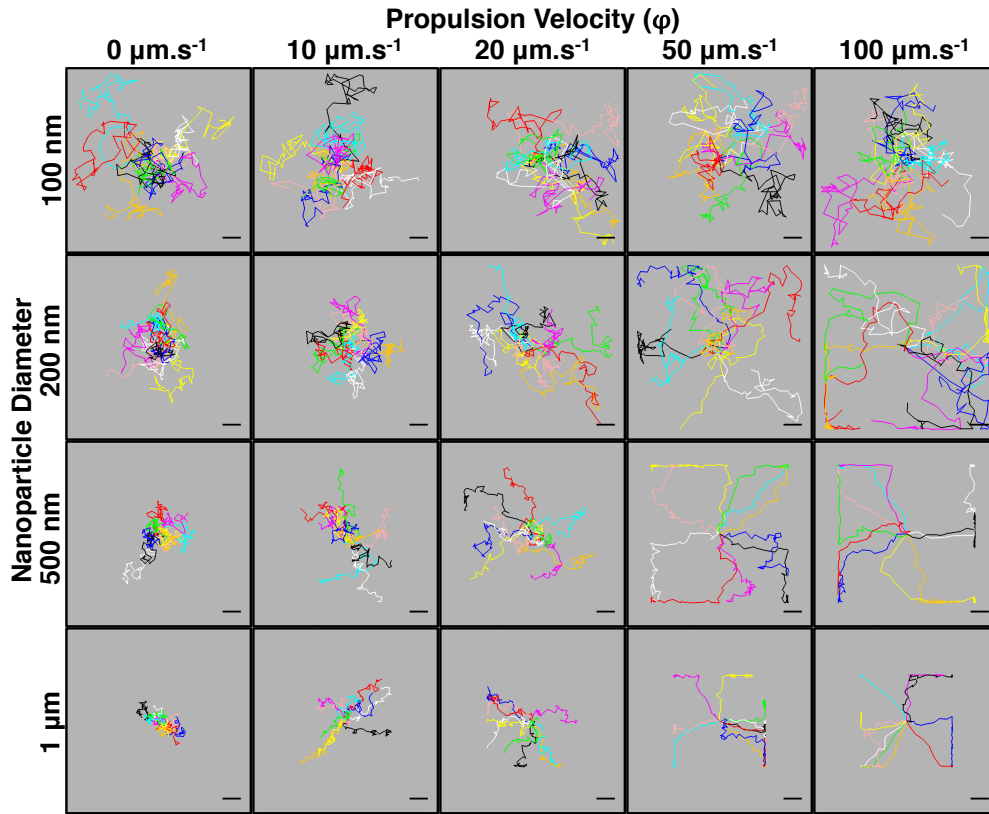 Propulsion Velocity (φ)
0 µm.s⁻¹ 10 µm.s⁻¹ 20 µm.s⁻¹ 50 µm.s⁻¹ 100 µm.s⁻¹
Nanoparticle Diameter
100 nm
200 nm
500 nm
1 µm